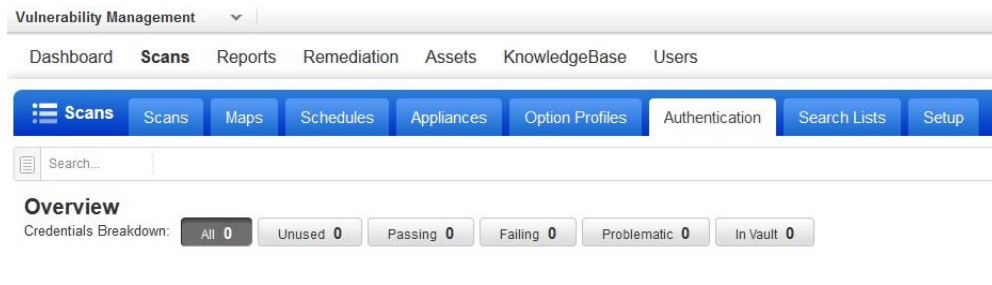 Vulnerability Management
Dashboard Scans Reports Remediation Assets KnowledgeBase Users
Scans Scans Maps Schedules Appliances Option Profiles Authentication Search Lists Setup
Search...
Overview
Credentials Breakdown: All 0 Unused 0 Passing 0 Failing 0 Problematic 0 In Vault 0